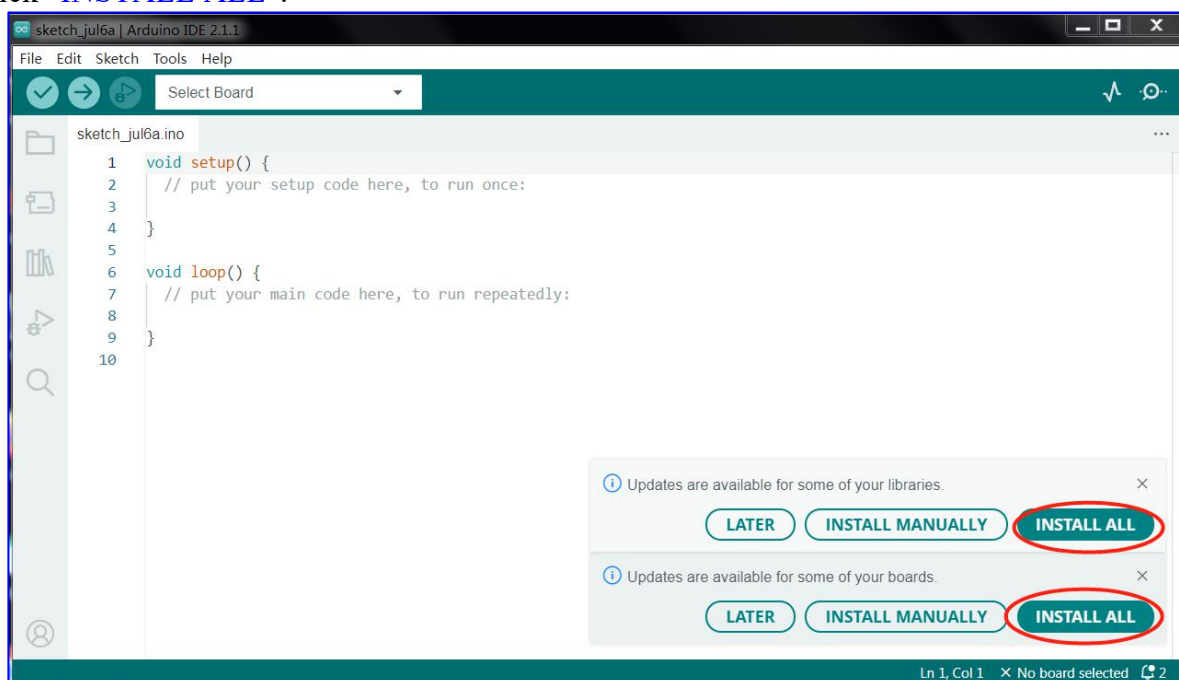 "INSTALL ALL".
sketch_jul6a | Arduino IDE 2.1.1
File Edit Sketch Tools Help
Select Board
sketch_jul6a.ino
1 void setup() {
2 // put your setup code here, to run once:
3
4 }
5
6 void loop() {
7 // put your main code here, to run repeatedly:
8
9 }
10
Updates are available for some of your libraries.
LATER INSTALL MANUALLY INSTALL ALL
Updates are available for some of your boards.
LATER INSTALL MANUALLY INSTALL ALL
Ln 1, Col 1 × No board selected 2